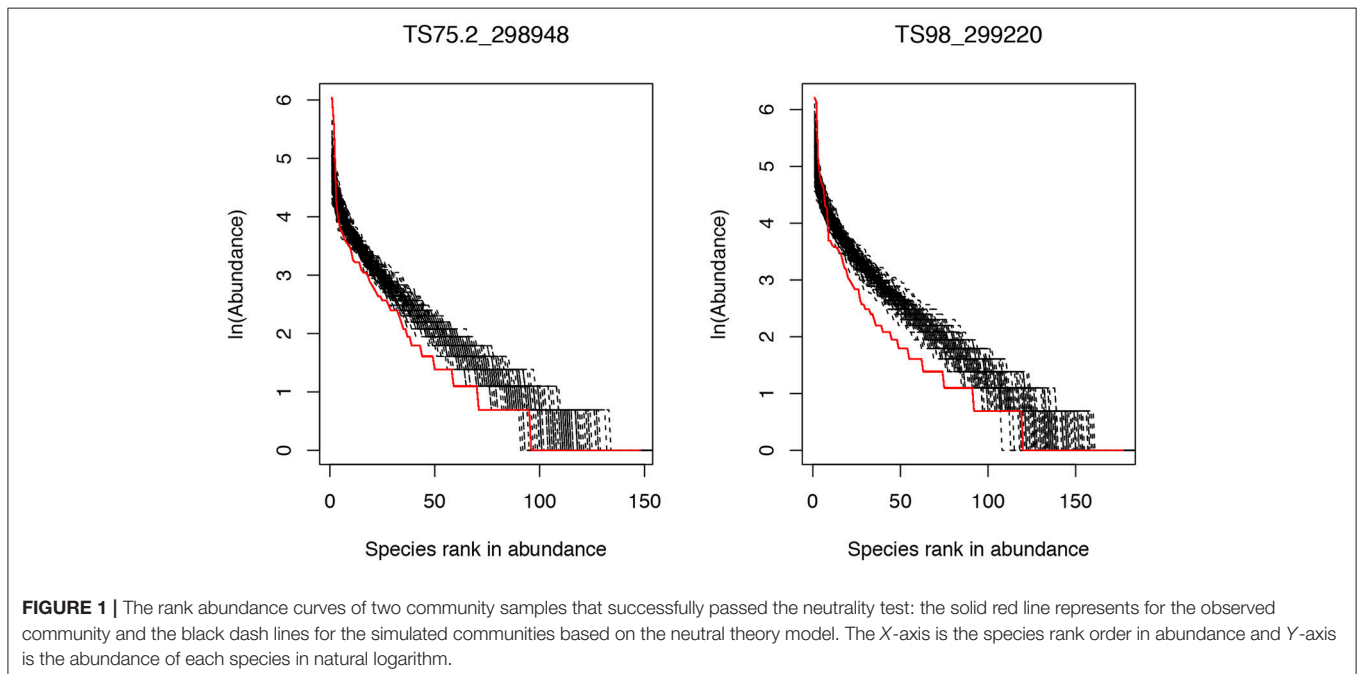 TS75.2_298948
TS98_299220
6
5
4
3
2
1
0
ln(Abundance)
0 50 100 150
Species rank in abundance
6
5
4
3
2
1
0
ln(Abundance)
0 50 100 150
Species rank in abundance
FIGURE 1 | The rank abundance curves of two community samples that successfully passed the neutrality test: the solid red line represents for the observed
community and the black dash lines for the simulated communities based on the neutral theory model. The X-axis is the species rank order in abundance and Y-axis
is the abundance of each species in natural logarithm.